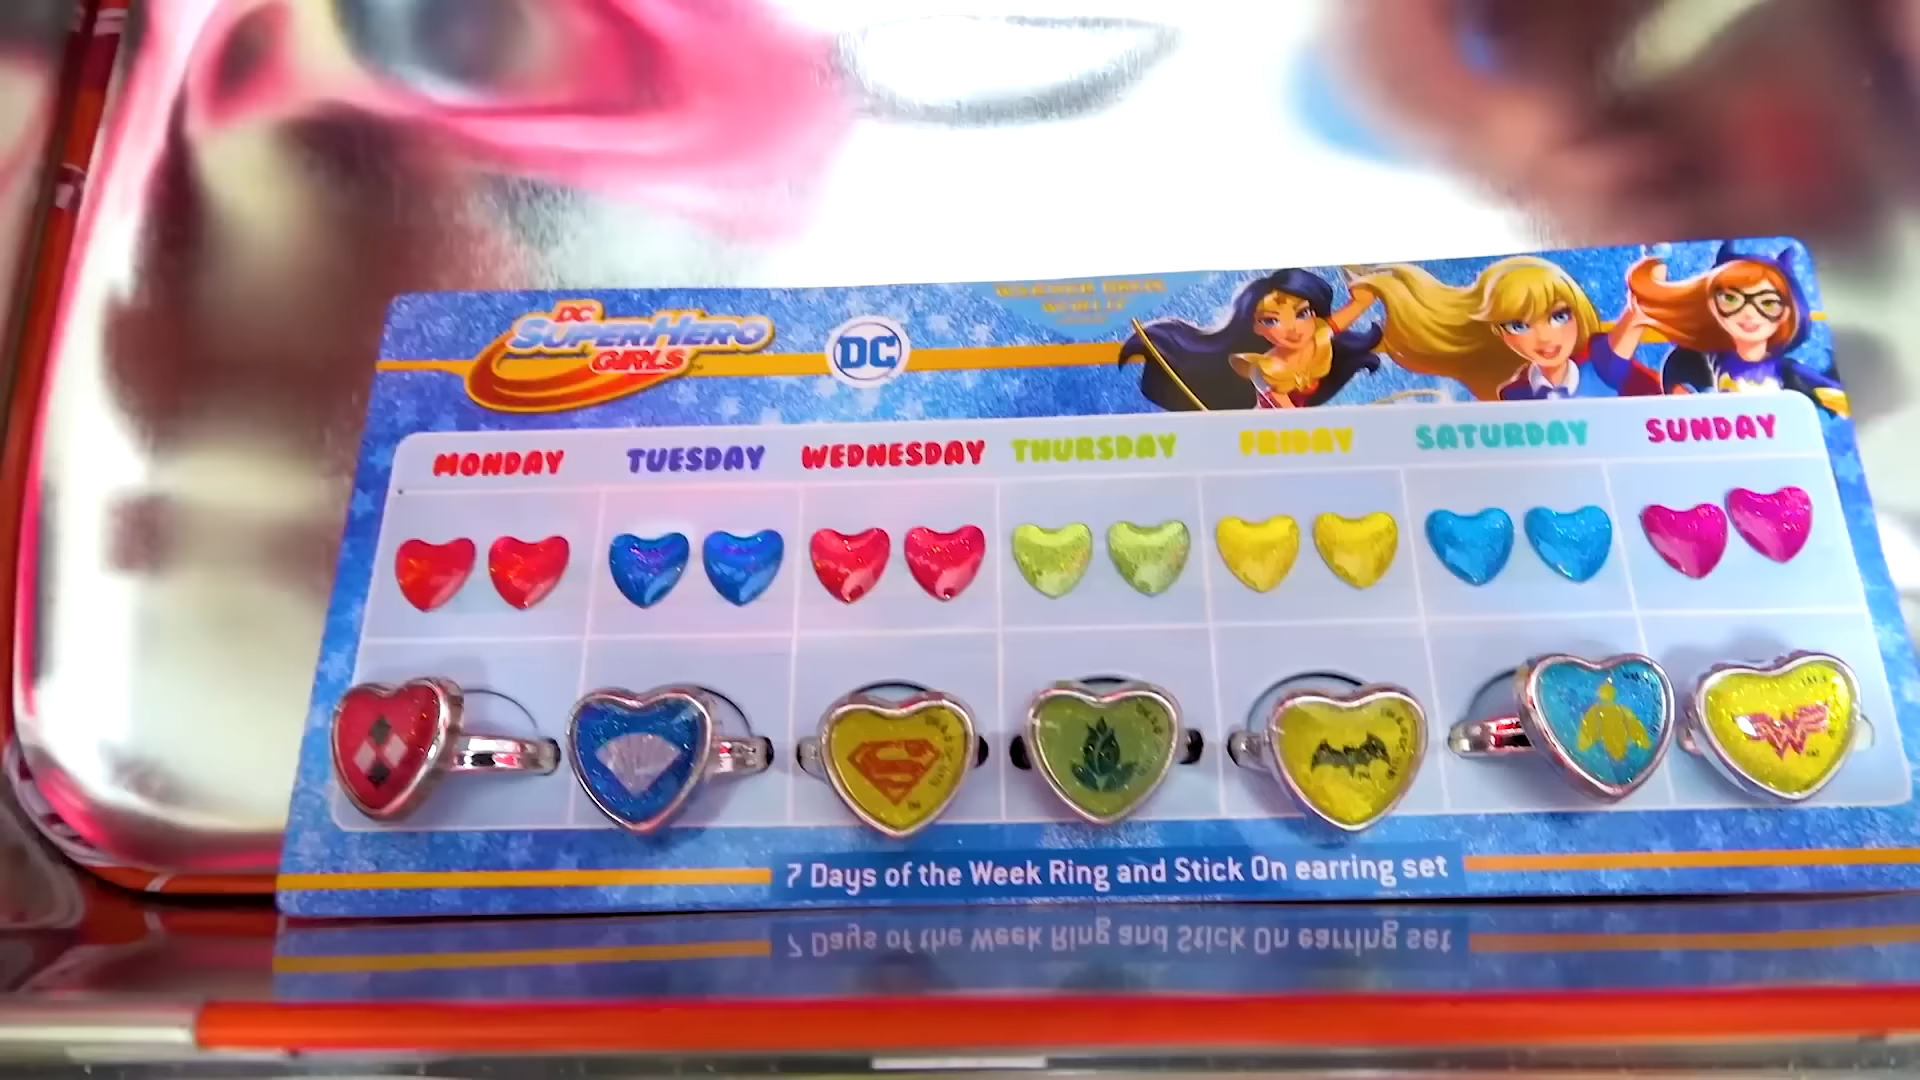 DC
SUPERHERO
GIRLS
DC
WORLD
MONDAY TUESDAY WEDNESDAY THURSDAY FRIDAY SATURDAY SUNDAY
7 Days of the Week Ring and Stick On earring set